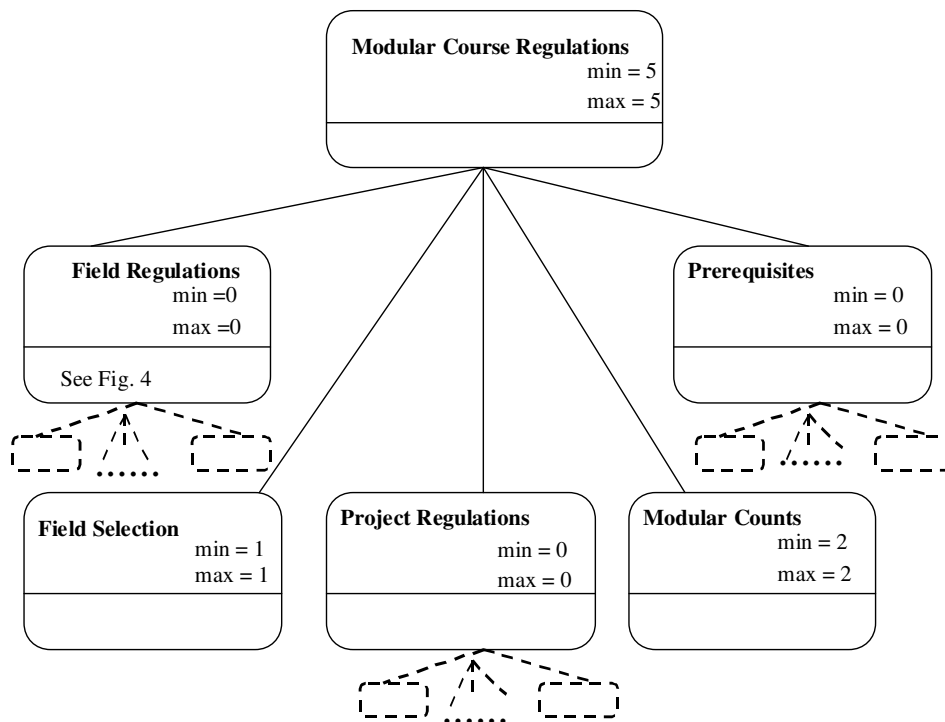 Modular Course Regulations
min = 5
max = 5
Field Regulations
min =0
max =0
See Fig. 4
Prerequisites
min = 0
max = 0
Field Selection
min = 1
max = 1
Project Regulations
min = 0
max = 0
Modular Counts
min = 2
max = 2